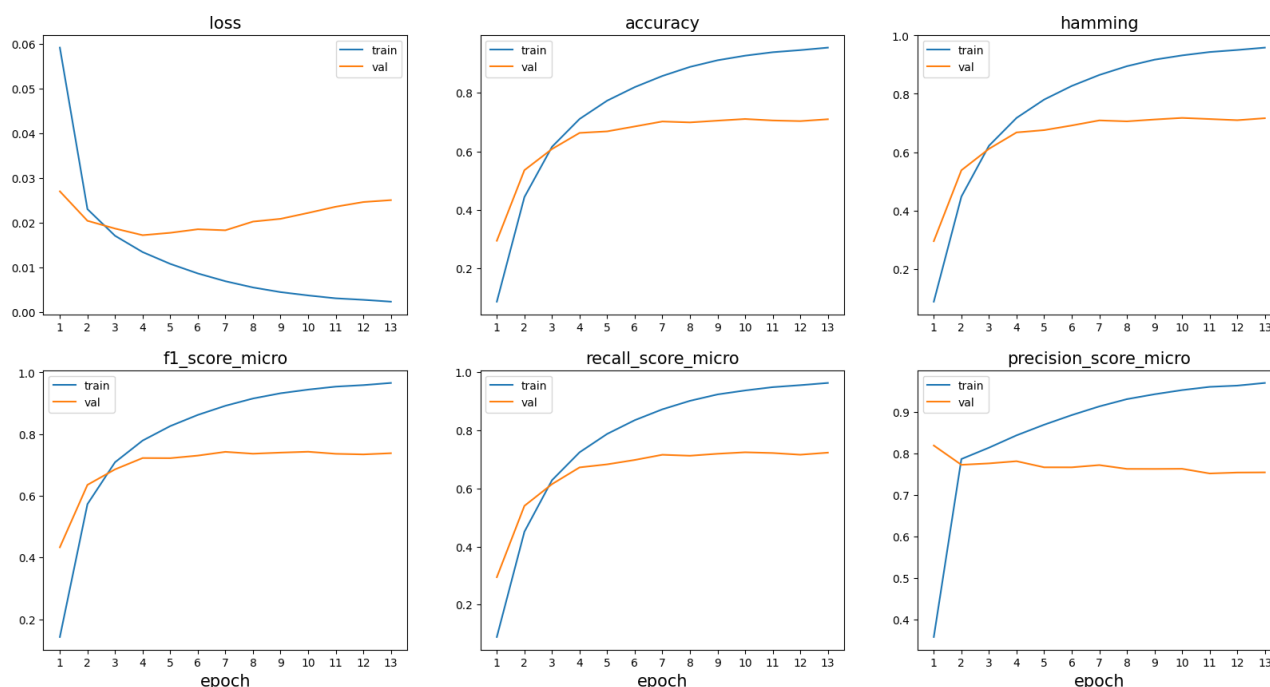 loss
0.06
0.05
0.04
0.03
0.02
0.01
0.00
train
val
1 2 3 4 5 6 7 8 9 10 11 12 13
accuracy
0.8
0.6
0.4
0.2
train
val
1 2 3 4 5 6 7 8 9 10 11 12 13
hamming
1.0
0.8
0.6
0.4
0.2
train
val
1 2 3 4 5 6 7 8 9 10 11 12 13
f1_score_micro
1.0
0.8
0.6
0.4
0.2
train
val
1 2 3 4 5 6 7 8 9 10 11 12 13
epoch
recall_score_micro
1.0
0.8
0.6
0.4
0.2
train
val
1 2 3 4 5 6 7 8 9 10 11 12 13
epoch
precision_score_micro
0.9
0.8
0.7
0.6
0.5
0.4
train
val
1 2 3 4 5 6 7 8 9 10 11 12 13
epoch